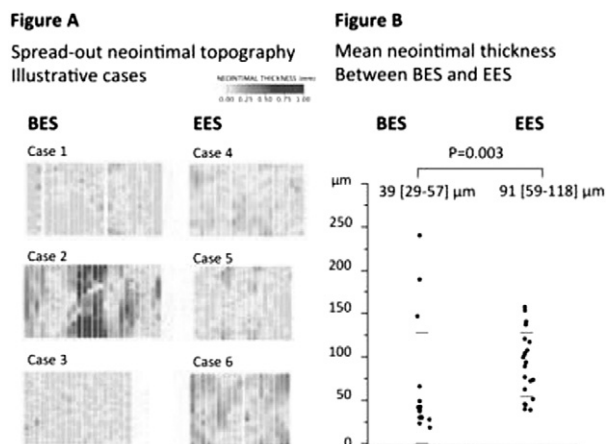 Figure A
Spread-out neointimal topography
Illustrative cases
NEOINTIMAL THICKNESS (mm)
0.00 0.25 0.50 0.75 1.00
BES
EES
Case 1
Case 4
Case 2
Case 5
Case 3
Case 6
Figure B
Mean neointimal thickness
Between BES and EES
BES
EES
P=0.003
µm
39 [29-57] µm
91 [59-118] µm
250
200
150
100
50
0